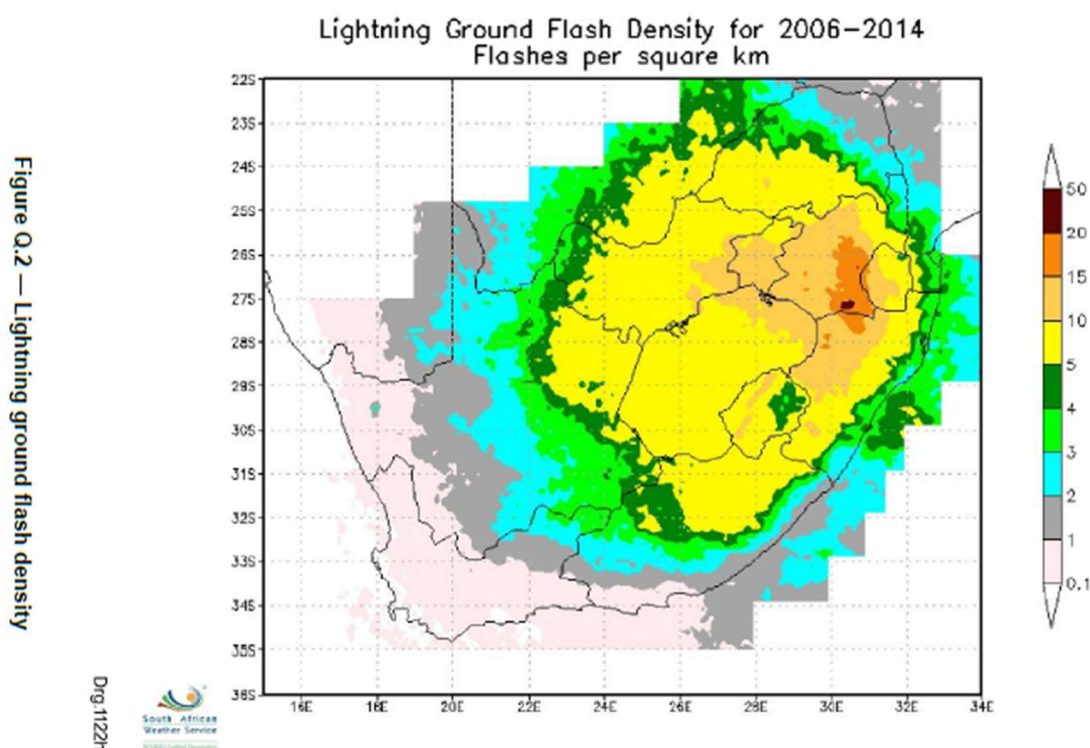 Lightning Ground Flash Density for 2006-2014
Flashes per square km
22S
23S
24S
25S
26S
27S
28S
29S
30S
31S
32S
33S
34S
35S
36S
16E
18E
20E
22E
24E
26E
28E
30E
32E
34E
50
20
15
10
5
4
3
2
1
0.1
Figure Q.2 — Lightning ground flash density
Drg.1122h
South African
Weather Service